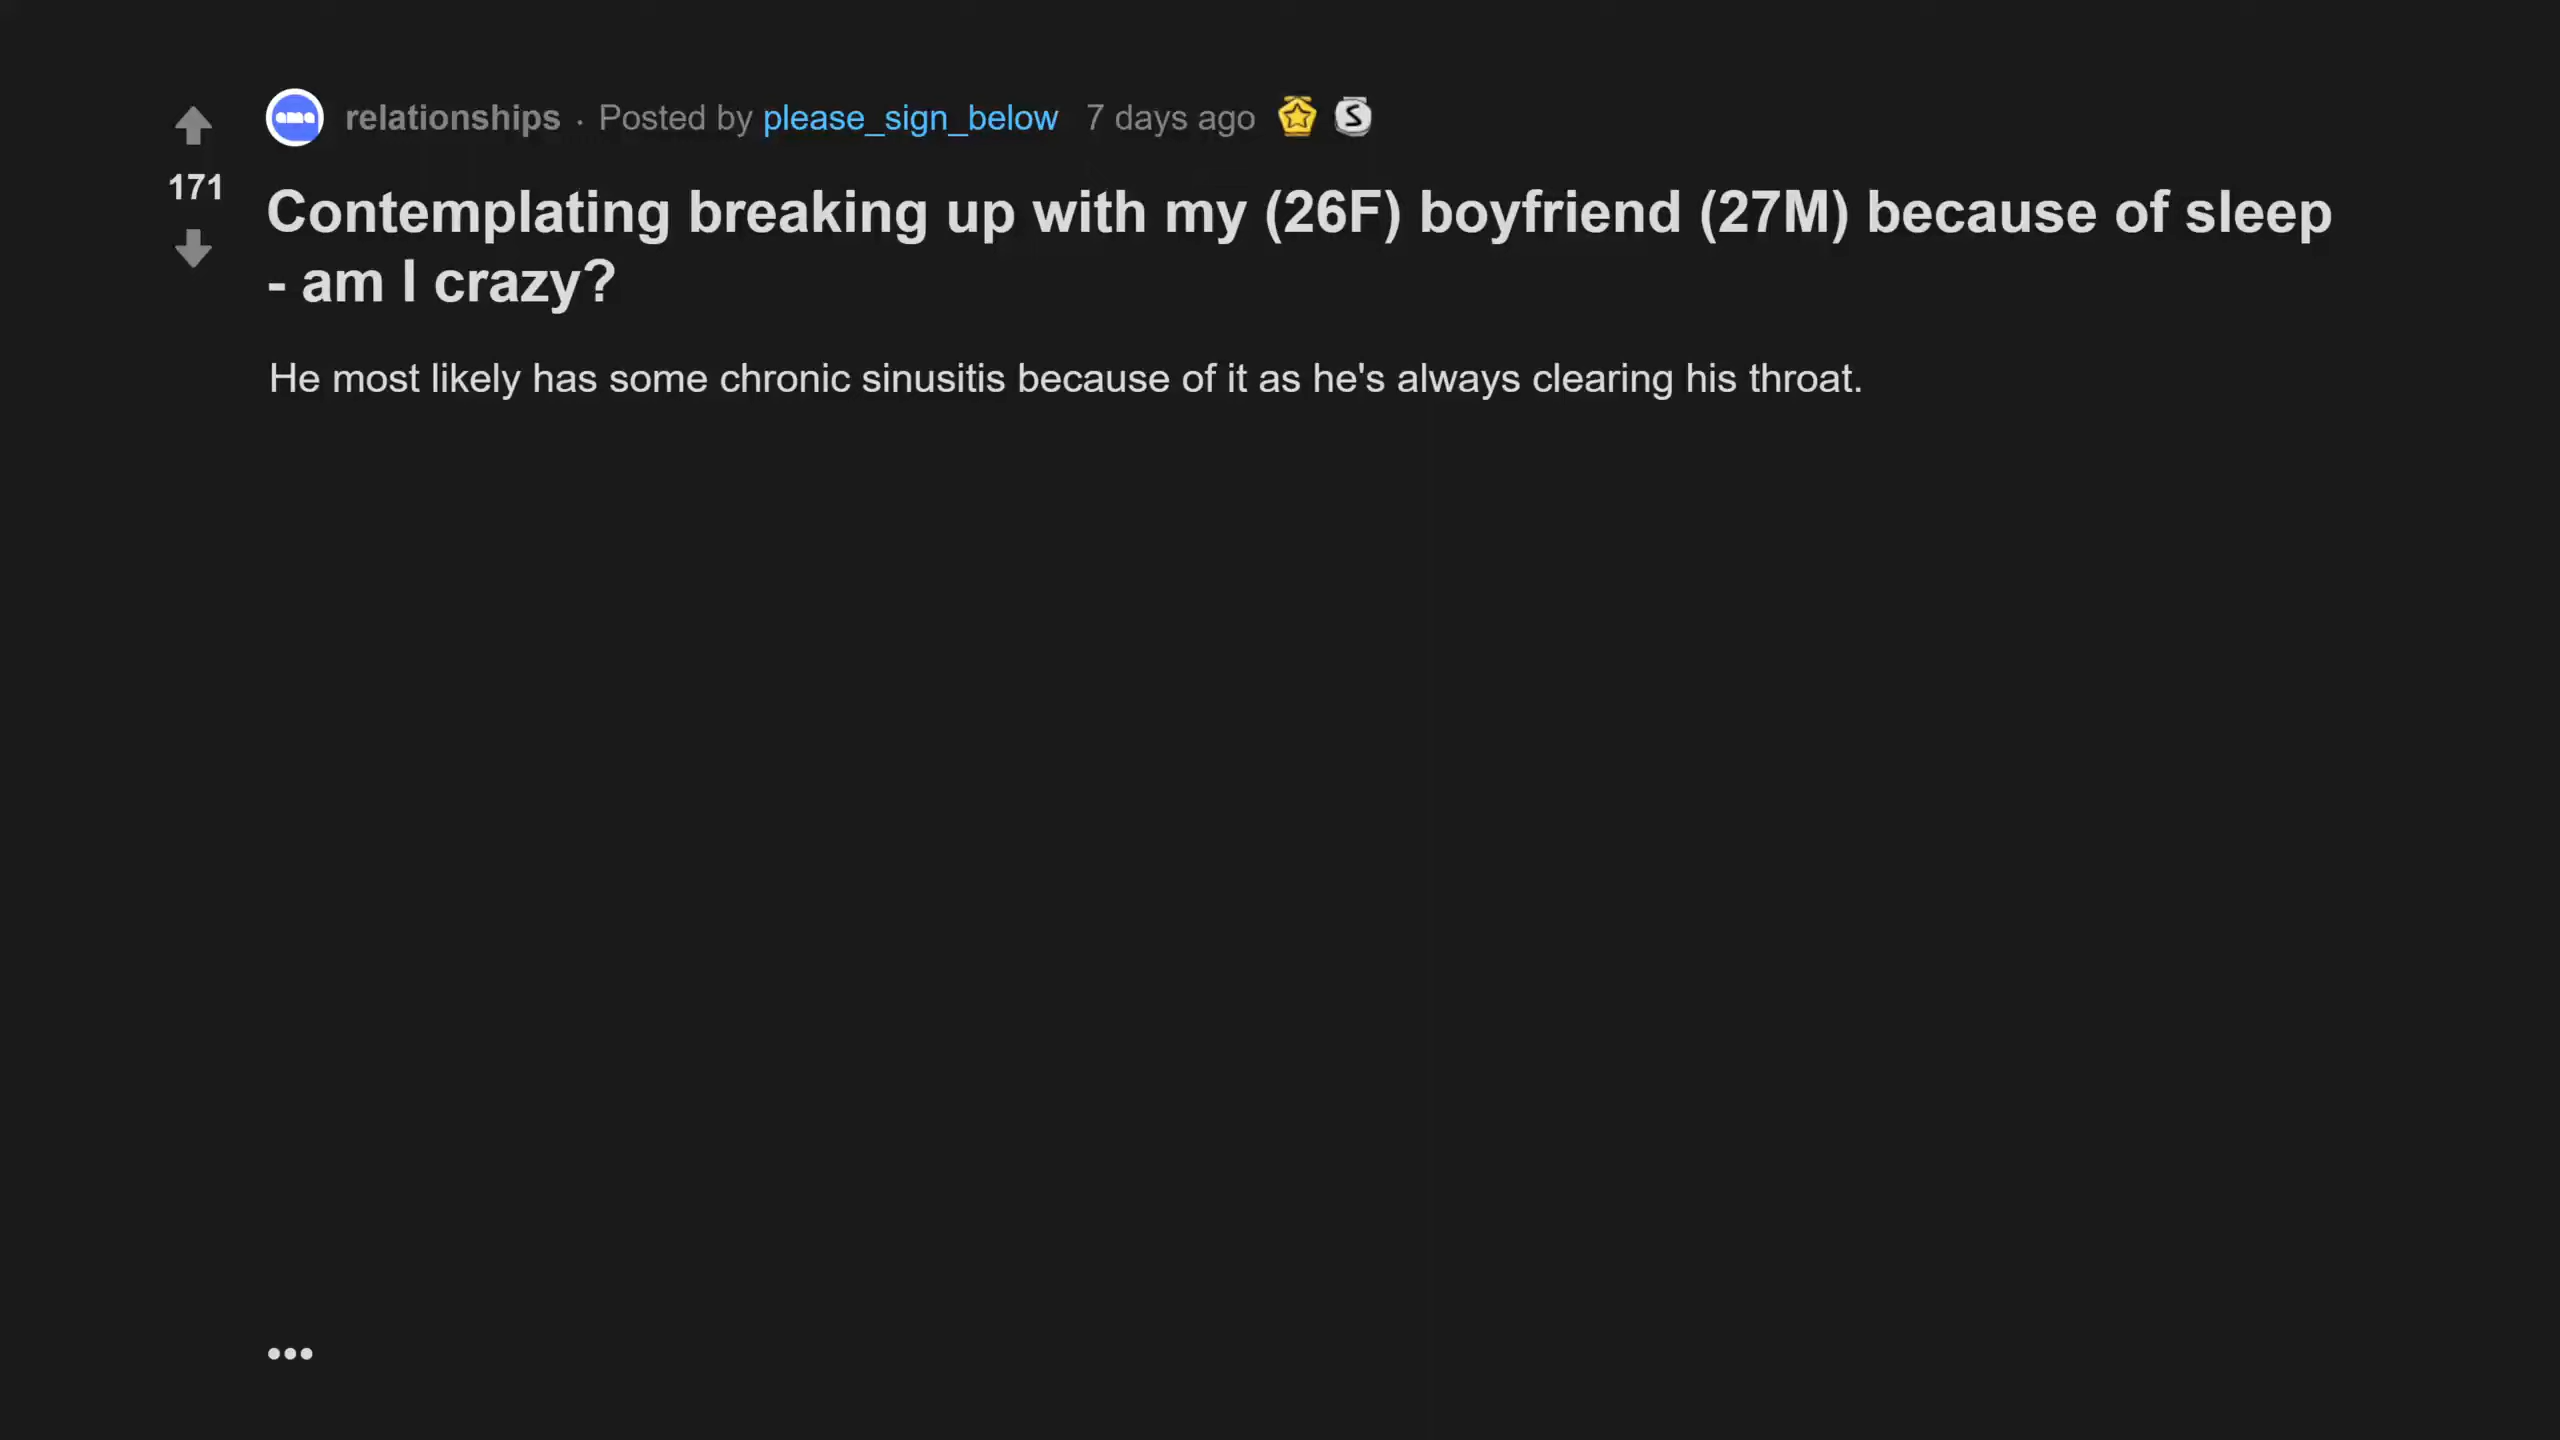 ama relationships · Posted by please_sign_below 7 days ago S
171
Contemplating breaking up with my (26F) boyfriend (27M) because of sleep
- am I crazy?
He most likely has some chronic sinusitis because of it as he's always clearing his throat.
•••